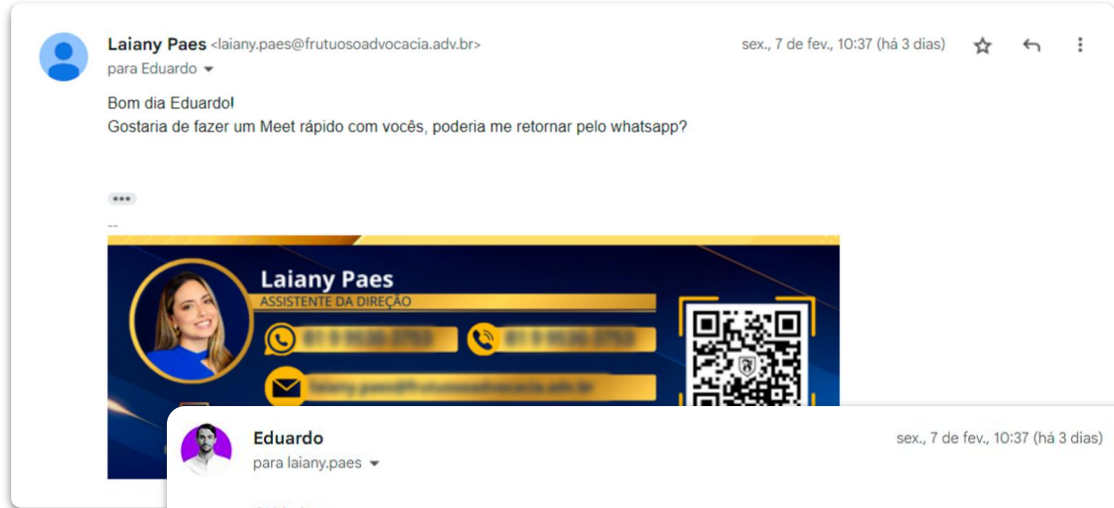 Laiany Paes <laiany.paes@frutuosoadvocacia.adv.br> sex., 7 de fev., 10:37 (há 3 dias)
para Eduardo
Bom dia Eduardo!
Gostaria de fazer um Meet rápido com vocês, poderia me retornar pelo whatsapp?
--
Laiany Paes
ASSISTENTE DA DIREÇÃO
Eduardo sex., 7 de fev., 10:37 (há 3 dias)
para laiany.paes